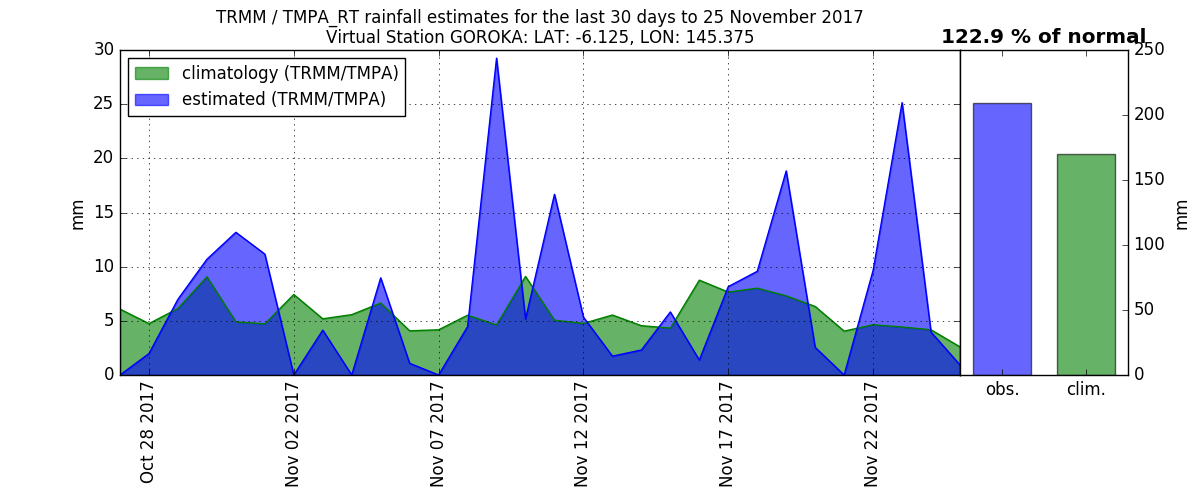 TRMM / TMPA_RT rainfall estimates for the last 30 days to 25 November 2017
Virtual Station GOROKA: LAT: -6.125, LON: 145.375
122.9 % of normal
climatology (TRMM/TMPA)
estimated (TRMM/TMPA)
30
25
20
15
10
5
0
mm
Oct 28 2017
Nov 02 2017
Nov 07 2017
Nov 12 2017
Nov 17 2017
Nov 22 2017
250
200
150
100
50
0
mm
obs.
clim.